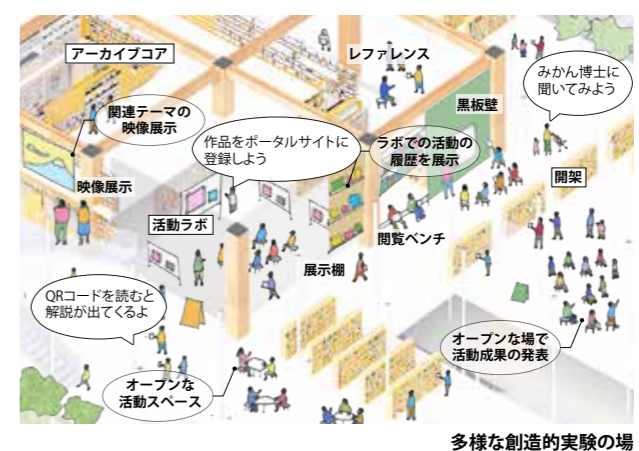 アーカイブコア
レファレンス
みかん博士に
聞いてみよう
関連テーマの
映像展示
黒板壁
作品をポータルサイトに
登録しよう
ラボでの活動の
履歴を展示
映像展示
開架
活動ラボ
閲覧ベンチ
展示棚
QRコードを読むと
解説が出てくるよ
オープンな場で
活動成果の発表
オープンな
活動スペース
多様な創造的実験の場